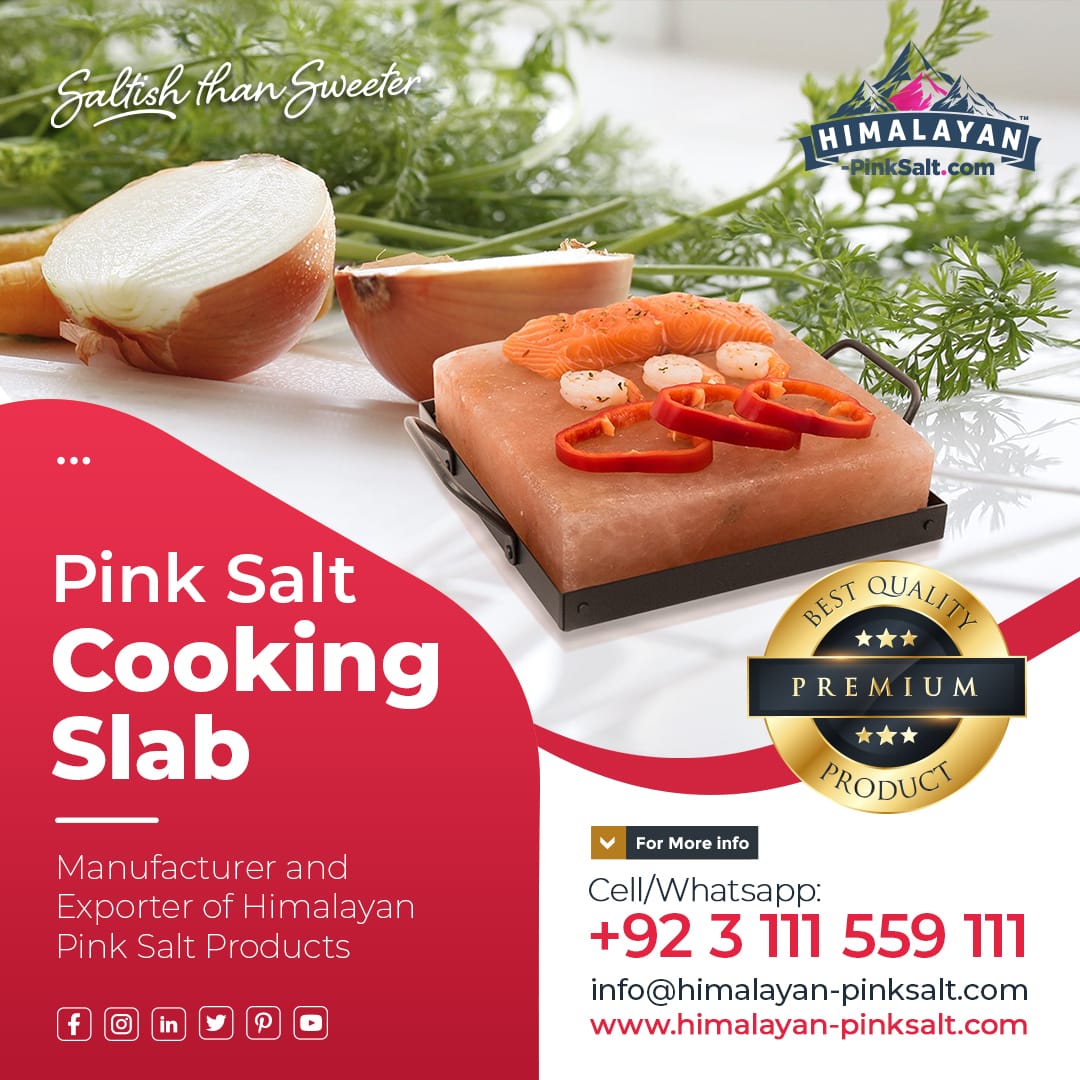 Saltish than Sweeter
HIMALAYAN™
-PinkSalt.com
...
Pink Salt
Cooking
Slab
Manufacturer and
Exporter of Himalayan
Pink Salt Products
BEST QUALITY
PREMIUM
PRODUCT
For More info
Cell/Whatsapp:
+92 3 111 559 111
info@himalayan-pinksalt.com
www.himalayan-pinksalt.com